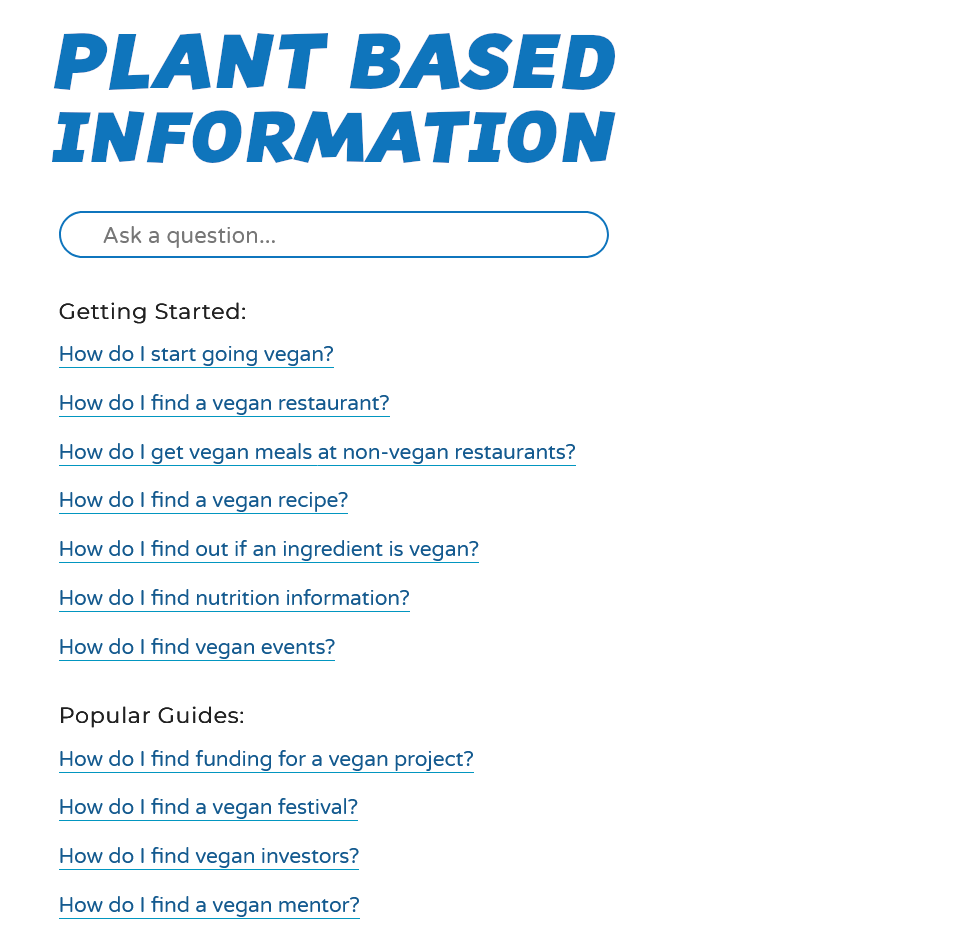 PLANT BASED
INFORMATION
Ask a question...
Getting Started:
How do I start going vegan?
How do I find a vegan restaurant?
How do I get vegan meals at non-vegan restaurants?
How do I find a vegan recipe?
How do I find out if an ingredient is vegan?
How do I find nutrition information?
How do I find vegan events?
Popular Guides:
How do I find funding for a vegan project?
How do I find a vegan festival?
How do I find vegan investors?
How do I find a vegan mentor?